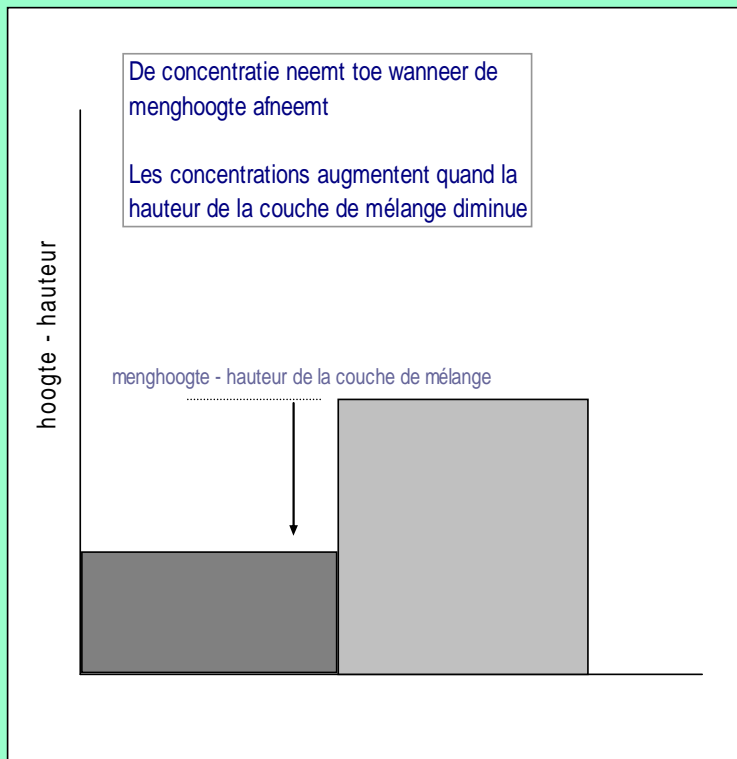 De concentratie neemt toe wanneer de
menghoogte afneemt
Les concentrations augmentent quand la
hauteur de la couche de mélange diminue
hoogte - hauteur
menghoogte - hauteur de la couche de mélange